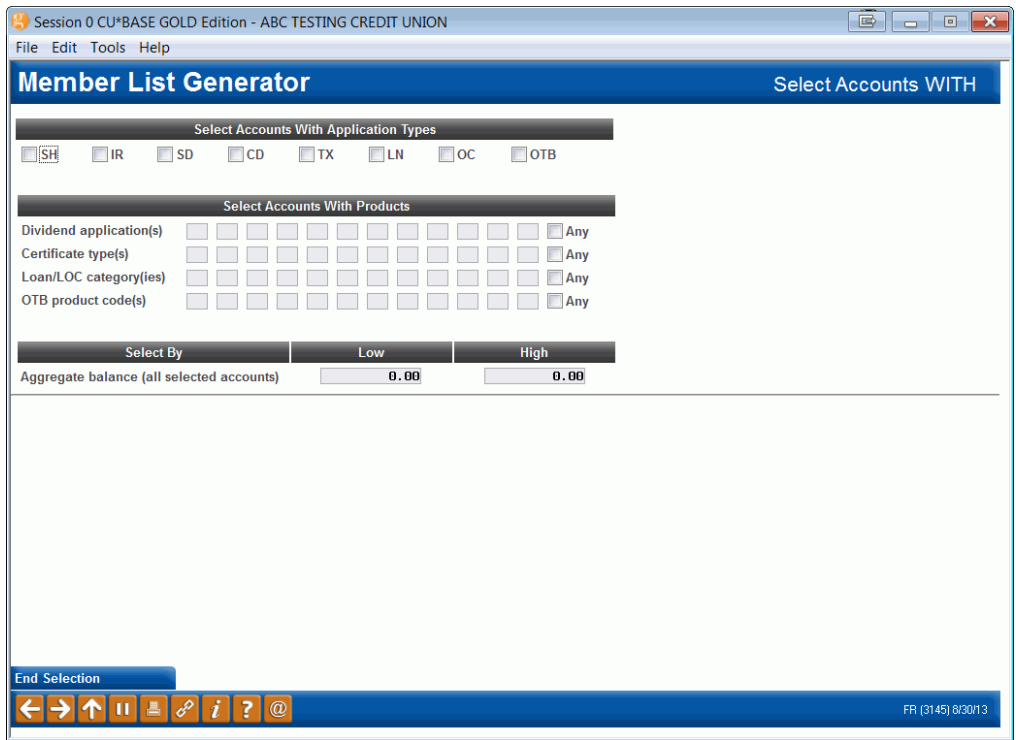 Session 0 CU*BASE GOLD Edition - ABC TESTING CREDIT UNION
File Edit Tools Help
Member List Generator Select Accounts WITH
Select Accounts With Application Types
SH IR SD CD TX LN OC OTB
Select Accounts With Products
Dividend application(s) Any
Certificate type(s) Any
Loan/LOC category(ies) Any
OTB product code(s) Any
Select By Low High
Aggregate balance (all selected accounts) 0.00 0.00
End Selection
i ? @ FR (3145) 8/30/13